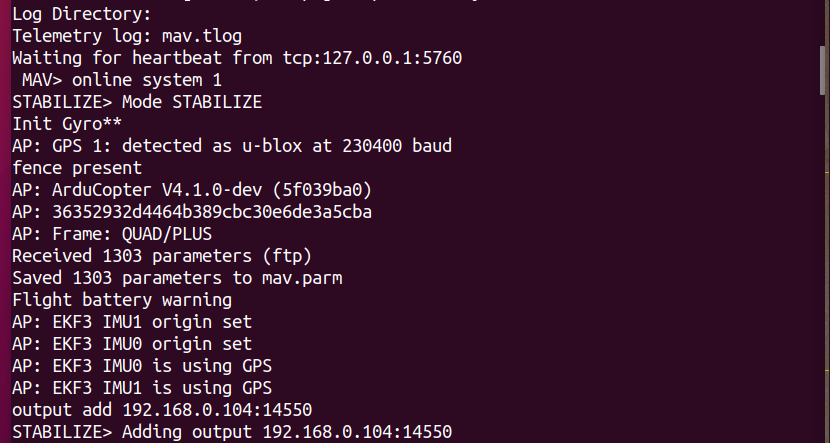 Log Directory:
Telemetry log: mav.tlog
Waiting for heartbeat from tcp:127.0.0.1:5760
MAV> online system 1
STABILIZE> Mode STABILIZE
Init Gyro**
AP: GPS 1: detected as u-blox at 230400 baud
fence present
AP: ArduCopter V4.1.0-dev (5f039ba0)
AP: 36352932d4464b389cbc30e6de3a5cba
AP: Frame: QUAD/PLUS
Received 1303 parameters (ftp)
Saved 1303 parameters to mav.parm
Flight battery warning
AP: EKF3 IMU1 origin set
AP: EKF3 IMU0 origin set
AP: EKF3 IMU0 is using GPS
AP: EKF3 IMU1 is using GPS
output add 192.168.0.104:14550
STABILIZE> Adding output 192.168.0.104:14550